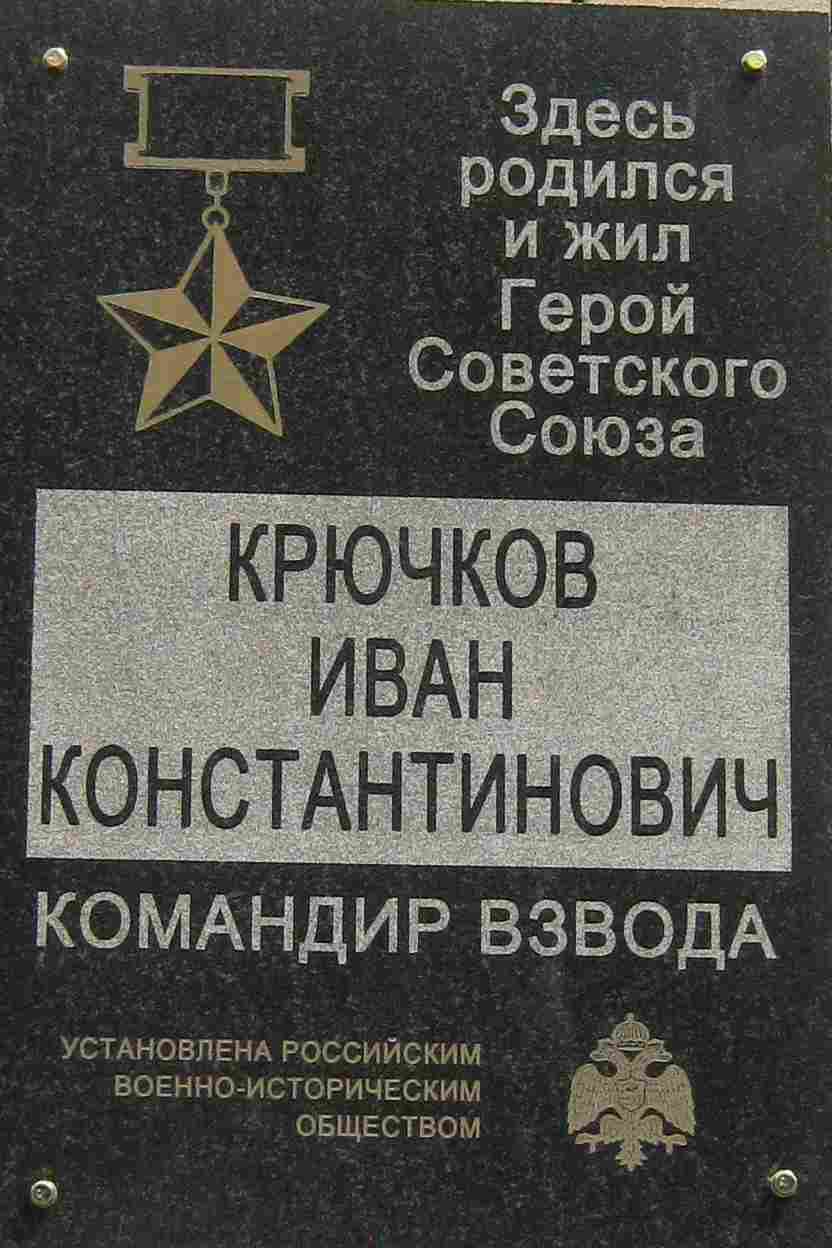 Здесь
родился
и жил
Герой
Советского
Союза
КРЮЧКОВ
ИВАН
КОНСТАНТИНОВИЧ
КОМАНДИР ВЗВОДА
УСТАНОВЛЕНА РОССИЙСКИМ
ВОЕННО-ИСТОРИЧЕСКИМ
ОБЩЕСТВОМ